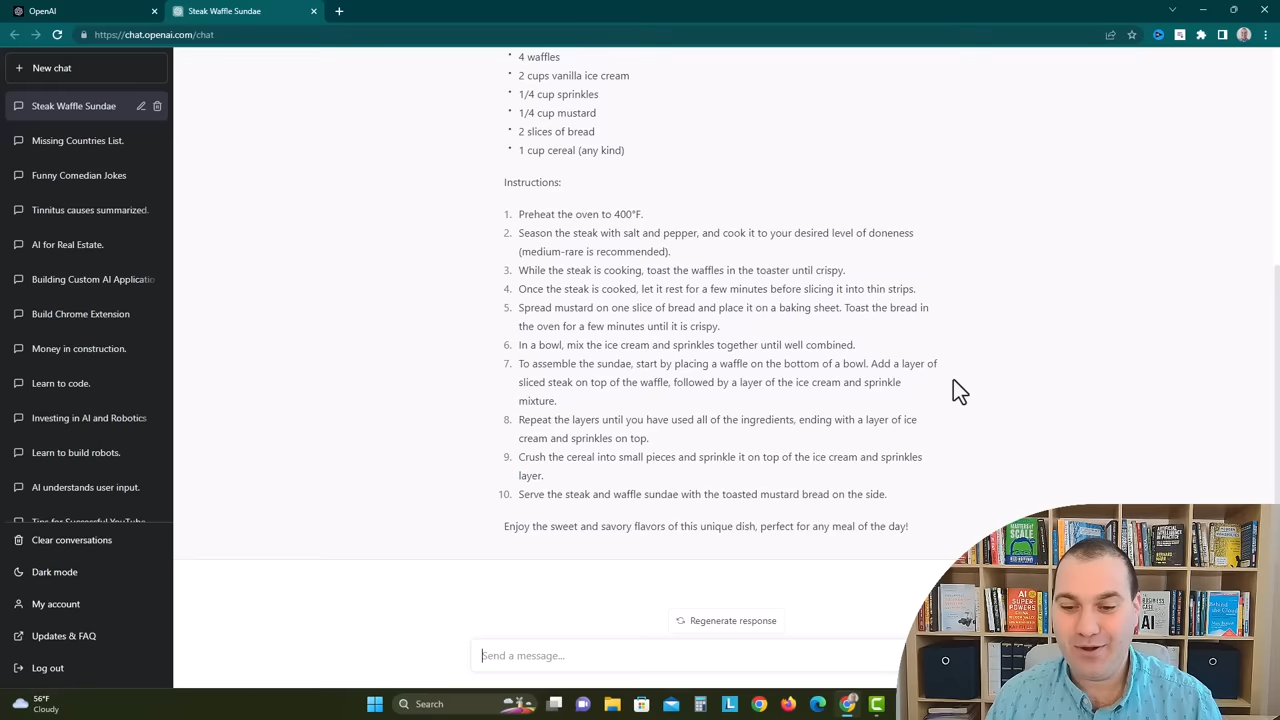 OpenAI
Steak Waffle Sundae
https://chat.openai.com/chat
New chat
Steak Waffle Sundae
Missing Countries List.
Funny Comedian Jokes
Tinnitus causes summarized.
AI for Real Estate.
Building Custom AI Applicatio
Build Chrome Extension
Money in construction.
Learn to code.
Investing in AI and Robotics
Learn to build robots.
AI understands user input.
Tips for Successful YouTube
Clear conversations
Dark mode
My account
Updates & FAQ
Log out
• 4 waffles
• 2 cups vanilla ice cream
• 1/4 cup sprinkles
• 1/4 cup mustard
• 2 slices of bread
• 1 cup cereal (any kind)
Instructions:
1. Preheat the oven to 400°F.
2. Season the steak with salt and pepper, and cook it to your desired level of doneness
(medium-rare is recommended).
3. While the steak is cooking, toast the waffles in the toaster until crispy.
4. Once the steak is cooked, let it rest for a few minutes before slicing it into thin strips.
5. Spread mustard on one slice of bread and place it on a baking sheet. Toast the bread in
the oven for a few minutes until it is crispy.
6. In a bowl, mix the ice cream and sprinkles together until well combined.
7. To assemble the sundae, start by placing a waffle on the bottom of a bowl. Add a layer of
sliced steak on top of the waffle, followed by a layer of the ice cream and sprinkle
mixture.
8. Repeat the layers until you have used all of the ingredients, ending with a layer of ice
cream and sprinkles on top.
9. Crush the cereal into small pieces and sprinkle it on top of the ice cream and sprinkles
layer.
10. Serve the steak and waffle sundae with the toasted mustard bread on the side.
Enjoy the sweet and savory flavors of this unique dish, perfect for any meal of the day!
Regenerate response
Send a message...
MASTERS OF
SCALE
AI
SUPER-
POWERS
56°F
Cloudy
Search